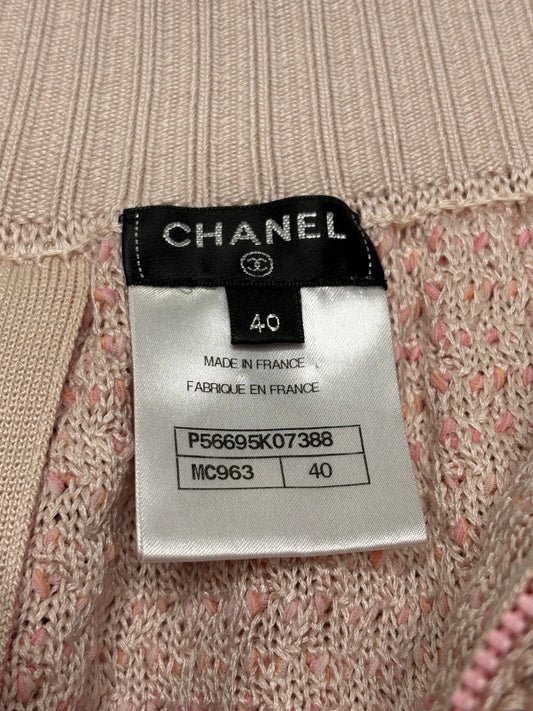 CHANEL
40
MADE IN FRANCE
FABRIQUE EN FRANCE
P56695K07388
MC963 40